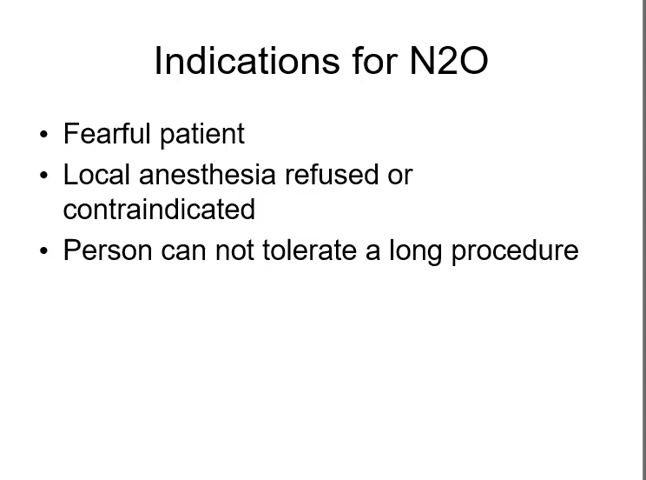 Indications for N2O
• Fearful patient
• Local anesthesia refused or
contraindicated
• Person can not tolerate a long procedure